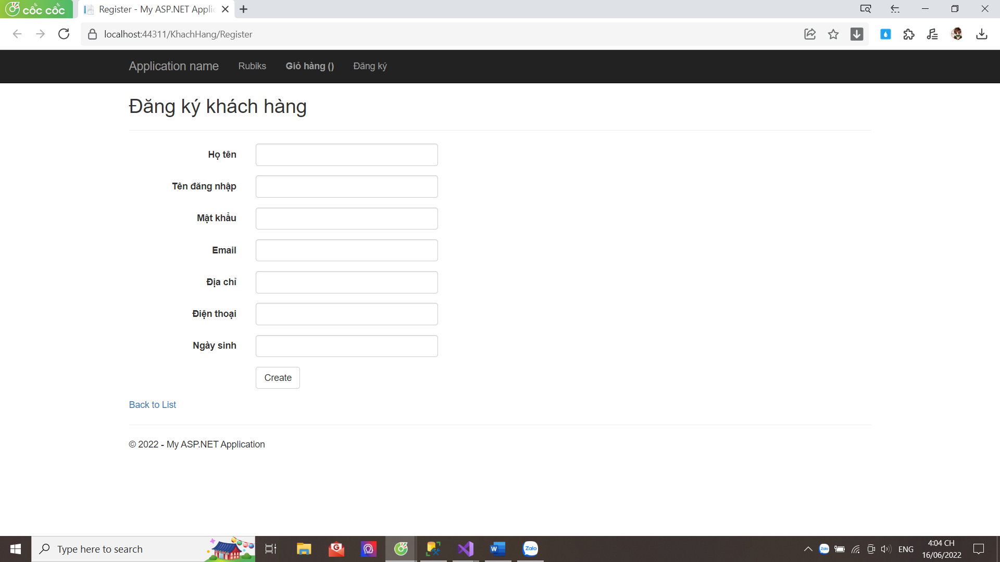 cốc cốc
Register - My ASP.NET Applic
localhost:44311/KhachHang/Register
Application name
Rubiks
Giỏ hàng ()
Đăng ký
Đăng ký khách hàng
Họ tên
Tên đăng nhập
Mật khẩu
Email
Địa chỉ
Điện thoại
Ngày sinh
Create
Back to List
© 2022 - My ASP.NET Application
Type here to search
G
W
Zalo
Zalo
ENG
4:04 CH
16/06/2022